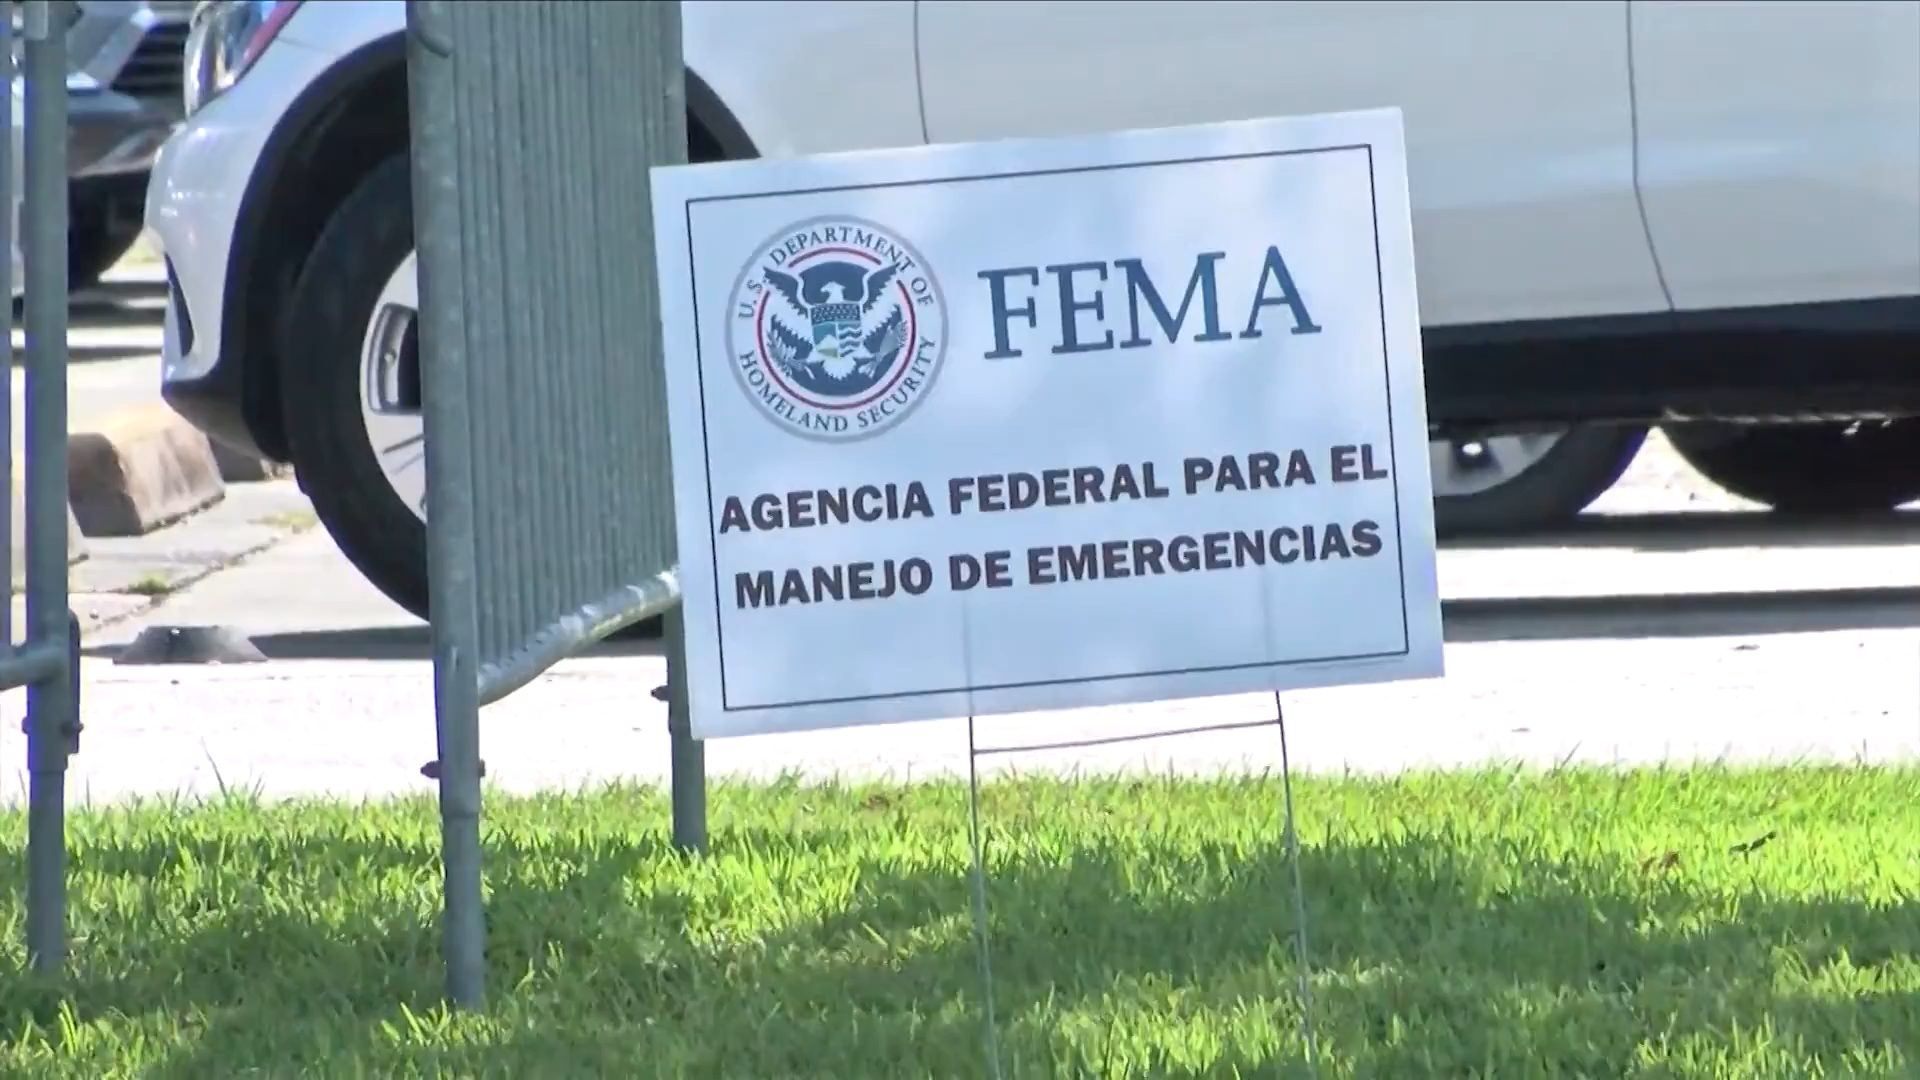 U.S. DEPARTMENT OF
HOMELAND SECURITY
FEMA
AGENCIA FEDERAL PARA EL
MANEJO DE EMERGENCIAS